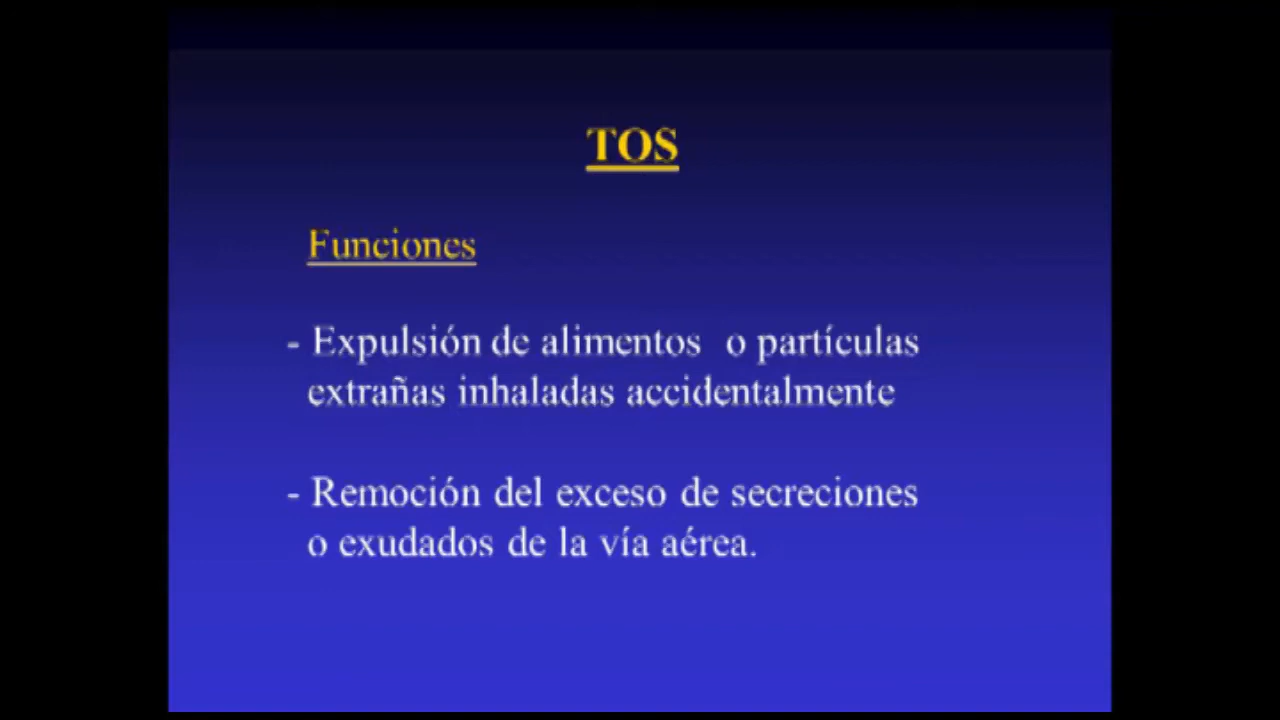 TOS
Funciones
- Expulsión de alimentos o partículas
extrañas inhaladas accidentalmente
- Remoción del exceso de secreciones
o exudados de la vía aérea.